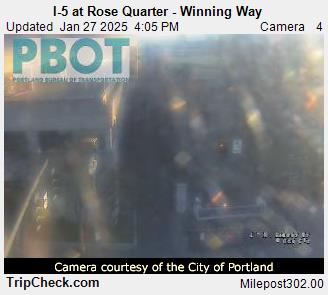 I-5 at Rose Quarter - Winning Way
Updated Jan 27 2025 4:05 PM Camera 4
PBOT
PORTLAND BUREAU OF TRANSPORTATION
Camera courtesy of the City of Portland
TripCheck.com Milepost302.00